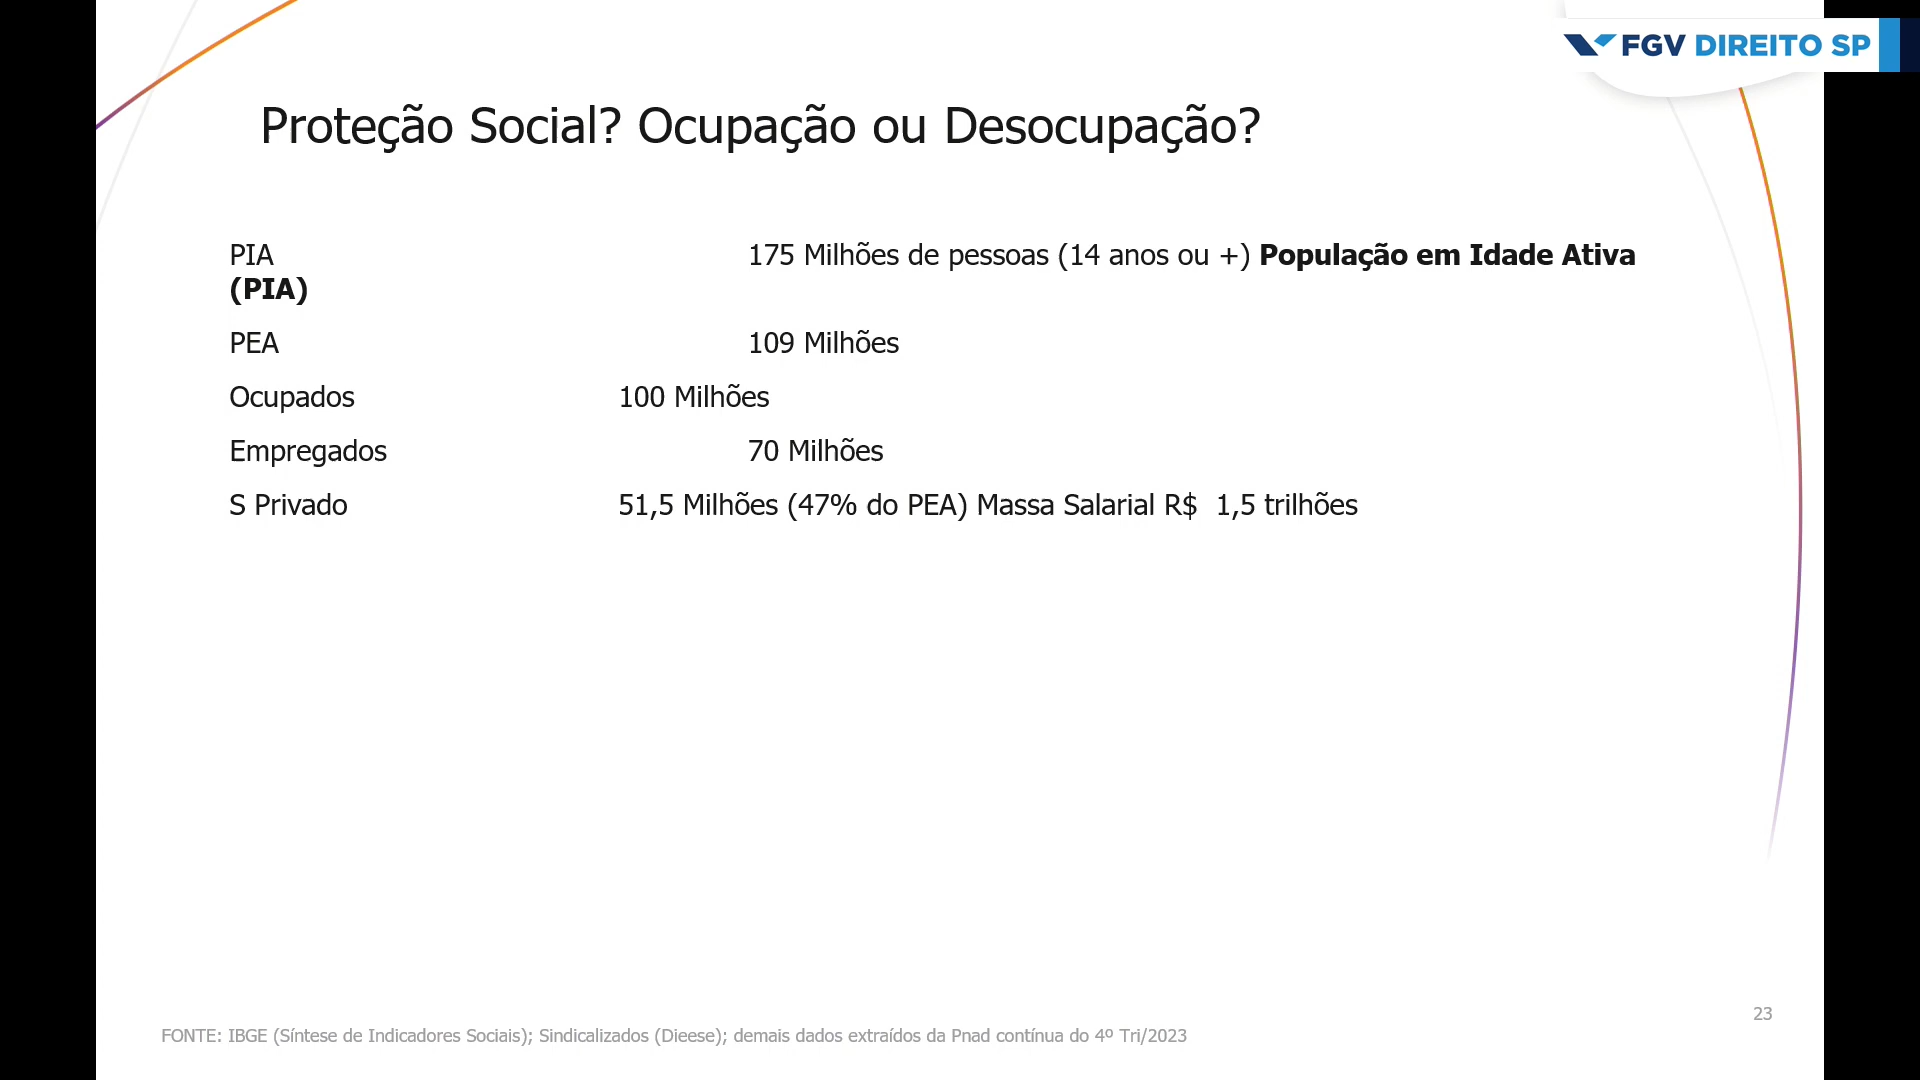 FGV DIREITO SP
Proteção Social? Ocupação ou Desocupação?
PIA 175 Milhões de pessoas (14 anos ou +) População em Idade Ativa
(PIA)
PEA 109 Milhões
Ocupados 100 Milhões
Empregados 70 Milhões
S Privado 51,5 Milhões (47% do PEA) Massa Salarial R$ 1,5 trilhões
23
FONTE: IBGE (Síntese de Indicadores Sociais); Sindicalizados (Dieese); demais dados extraídos da Pnad contínua do 4º Tri/2023